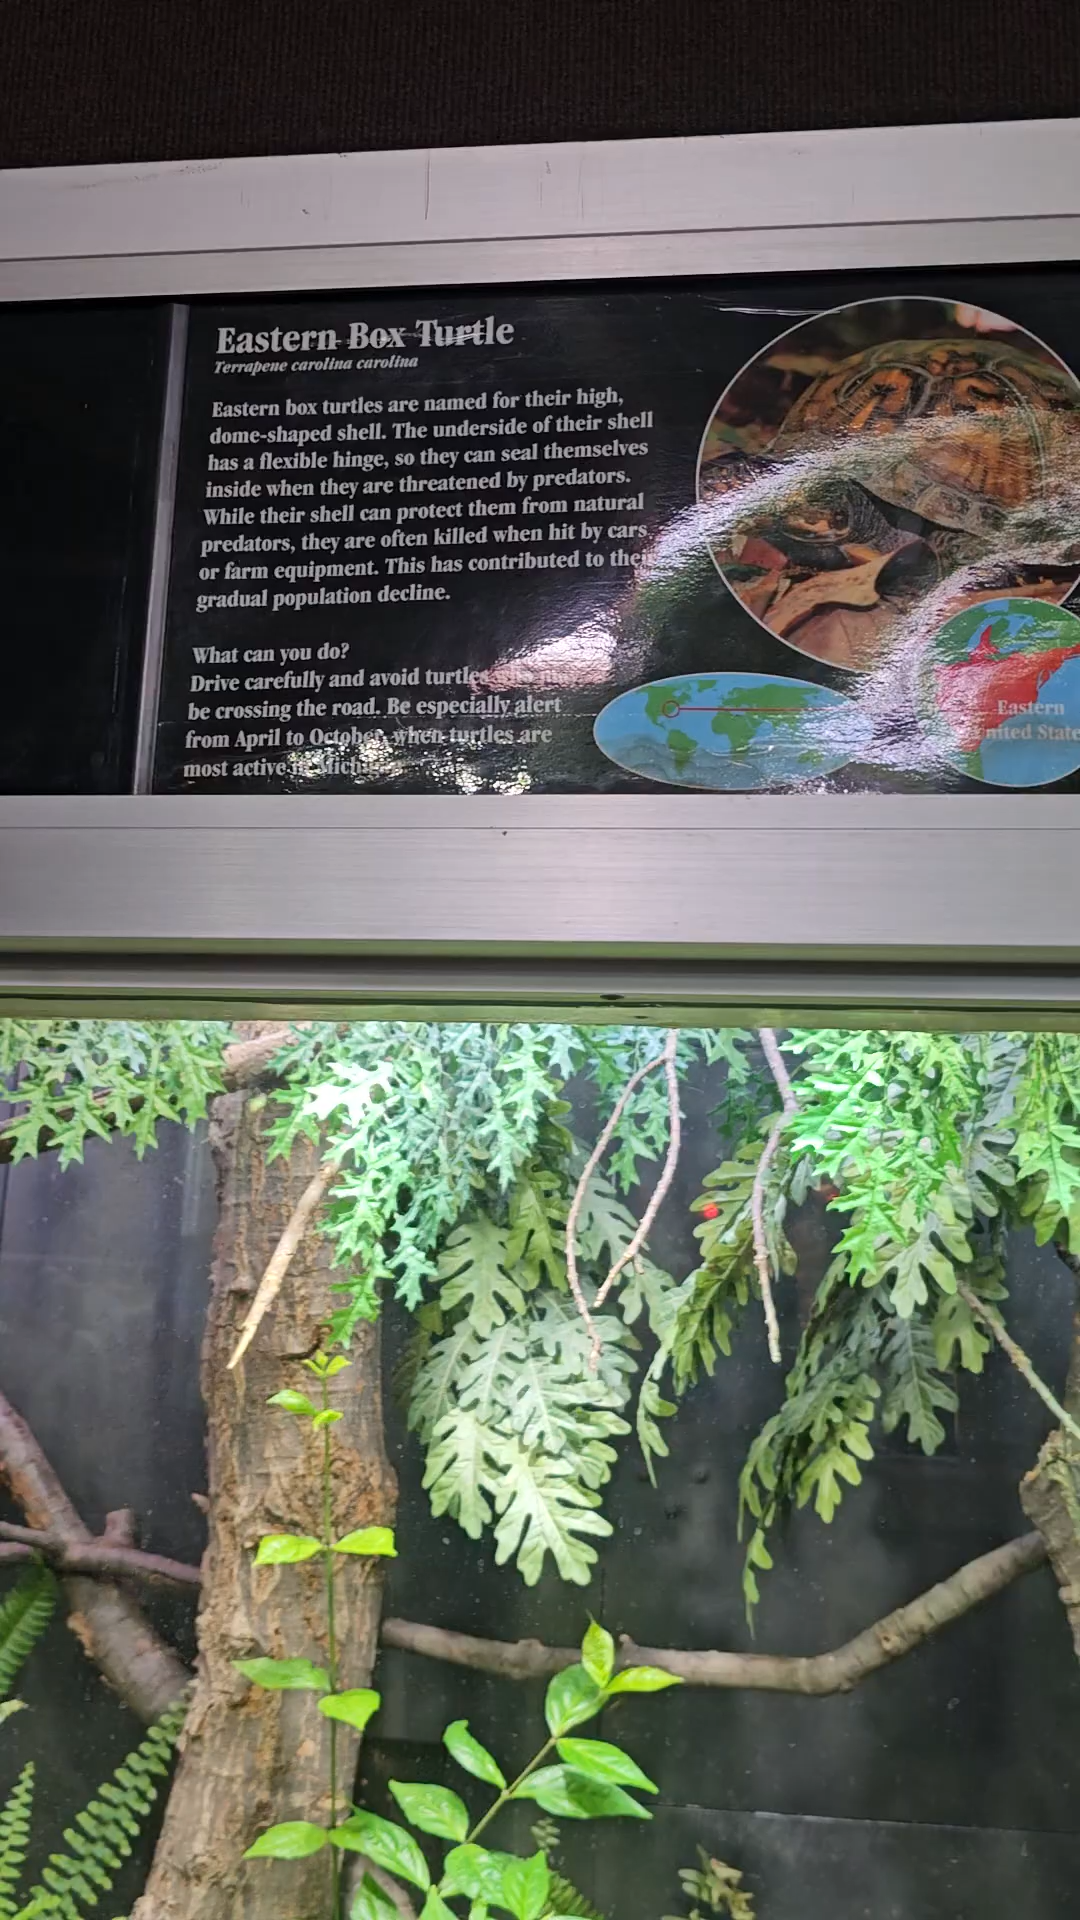 Eastern Box Turtle
Terrapene carolina carolina
Eastern box turtles are named for their high,
dome-shaped shell. The underside of their shell
has a flexible hinge, so they can seal themselves
inside when they are threatened by predators.
While their shell can protect them from natural
predators, they are often killed when hit by cars
or farm equipment. This has contributed to their
gradual population decline.
What can you do?
Drive carefully and avoid turtles
be crossing the road. Be especially alert
from April to October, when turtles are
most active in
Eastern
United State